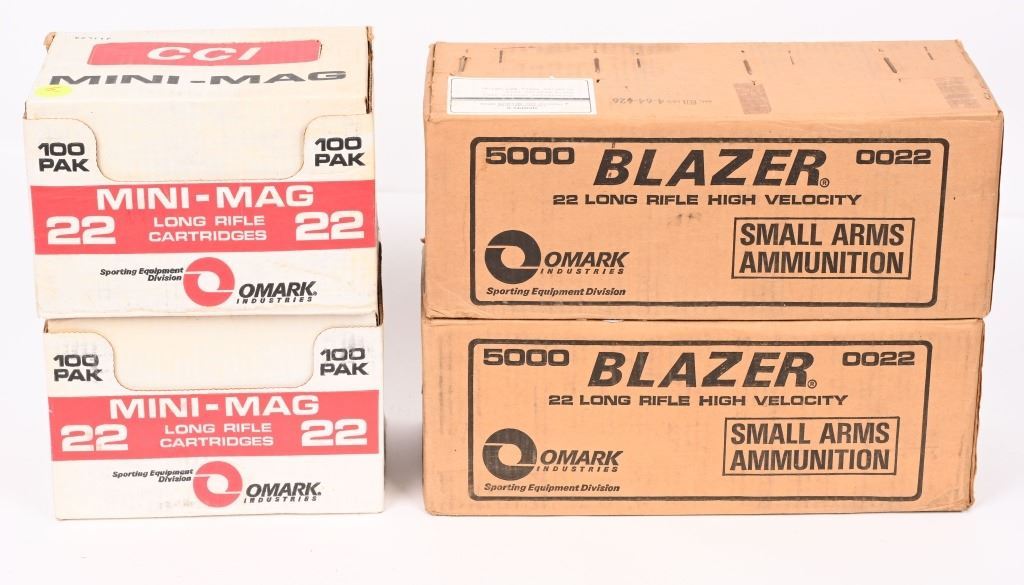 CCI
MINI-MAG
100 PAK
100 PAK
MINI-MAG
22 LONG RIFLE CARTRIDGES 22
Sporting Equipment Division
OMARK®
INDUSTRIES
100 PAK
100 PAK
MINI-MAG
22 LONG RIFLE CARTRIDGES 22
Sporting Equipment Division
OMARK®
INDUSTRIES
5000 BLAZER® 0022
22 LONG RIFLE HIGH VELOCITY
SMALL ARMS
AMMUNITION
OMARK
INDUSTRIES
Sporting Equipment Division
5000 BLAZER® 0022
22 LONG RIFLE HIGH VELOCITY
SMALL ARMS
AMMUNITION
OMARK
INDUSTRIES
Sporting Equipment Division